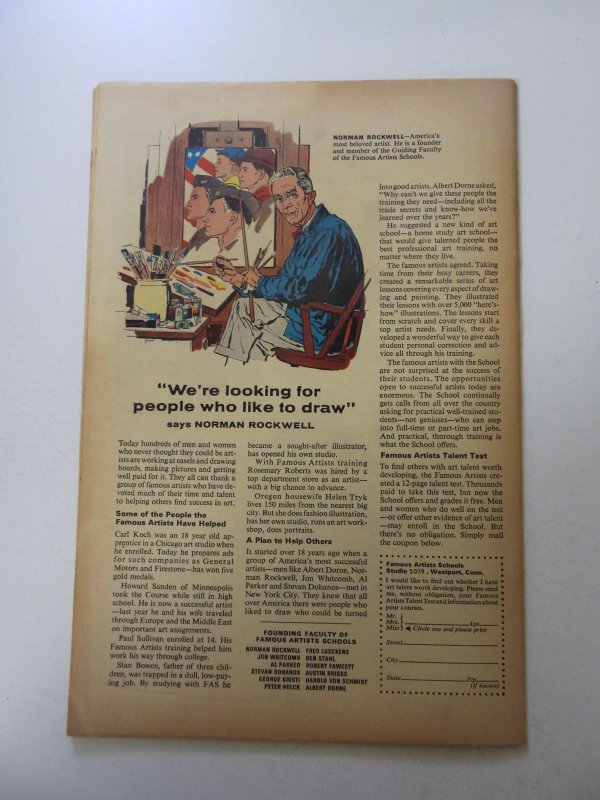 NORMAN ROCKWELL—America's
most beloved artist. He is a founder
and member of the Guiding Faculty
of the Famous Artists Schools.
"We're looking for
people who like to draw"
says NORMAN ROCKWELL
Today hundreds of men and women
who never thought they could be art-
ists are working at easels and drawing
boards, making pictures and getting
well paid for it. They all can thank a
group of famous artists who have de-
voted much of their time and talent
to helping others find success in art.
Some of the People the
Famous Artists Have Helped
Carl Koch was an 18 year old ap-
prentice in a Chicago art studio when
he enrolled. Today he prepares ads
for such companies as General
Motors and Firestone—has won five
gold medals.
Howard Sanden of Minneapolis
took the Course while still in high
school. He is now a successful artist
—last year he and his wife traveled
through Europe and the Middle East
on important art assignments.
Paul Sullivan enrolled at 14. His
Famous Artists training helped him
work his way through college.
Stan Bowen, father of three chil-
dren, was trapped in a dull, low-pay-
ing job. By studying with FAS he
became a sought-after illustrator,
has opened his own studio.
With Famous Artists training
Rosemary Roberts was hired by a
top department store as an artist—
with a big chance to advance.
Oregon housewife Helen Tryk
lives 150 miles from the nearest big
city. But she does fashion illustration,
has her own studio, runs an art work-
shop, does portraits.
A Plan to Help Others
It started over 18 years ago when a
group of America's most successful
artists—men like Albert Dorne, Nor-
man Rockwell, Jon Whitcomb, Al
Parker and Stevan Dohanos—met in
New York City. They knew that all
over America there were people who
liked to draw who could be turned
FOUNDING FACULTY OF
FAMOUS ARTISTS SCHOOLS
NORMAN ROCKWELL FRED LUDEKENS
JON WHITCOMB BEN STAHL
AL PARKER ROBERT FAWCETT
STEVAN DOHANOS AUSTIN BRIGGS
GEORGE GIUSTI HAROLD VON SCHMIDT
PETER HELCK ALBERT DORNE
into good artists. Albert Dorne asked,
"Why can't we give these people the
training they need—including all the
trade secrets and know-how we've
learned over the years?"
He suggested a new kind of art
school—a home study art school—
that would give talented people the
best professional art training, no
matter where they live.
The famous artists agreed. Taking
time from their busy careers, they
created a remarkable series of art
lessons covering every aspect of draw-
ing and painting. They illustrated
their lessons with over 5,000 "here's-
how" illustrations. The lessons start
from scratch and cover every skill a
top artist needs. Finally, they de-
veloped a wonderful way to give each
student personal correction and ad-
vice all through his training.
The famous artists with the School
are not surprised at the success of
their students. The opportunities
open to successful artists today are
enormous. The School continually
gets calls from all over the country
asking for practical well-trained stu-
dents—not geniuses—who can step
into full-time or part-time art jobs.
And practical, thorough training is
what the School offers.
Famous Artists Talent Test
To find others with art talent worth
developing, the Famous Artists cre-
ated a 12-page talent test. Thousands
paid to take this test, but now the
School offers and grades it free. Men
and women who do well on the test
—or offer other evidence of art talent
—may enroll in the School. But
there's no obligation. Simply mail
the coupon below.
Famous Artists Schools
Studio 5039, Westport, Conn.
I would like to find out whether I have
art talent worth developing. Please send
me, without obligation, your Famous
Artists Talent Test and information about
your courses.
Mr.
Mrs. Age
Miss Circle one and please print
Street
City
State Zip
(if known)